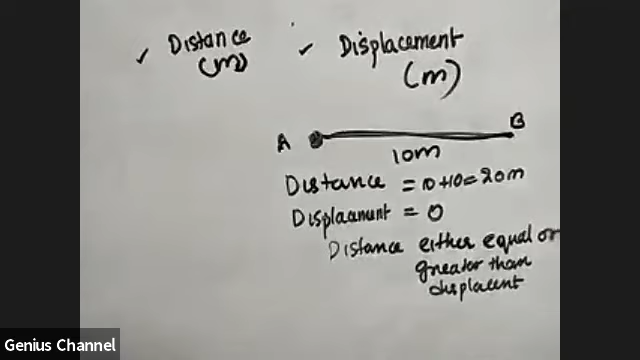 ✓ Distance ✓ Displacement
(m) (m)
A B
10m
Distance = 10+10=20m
Displacment = 0
Distance either equal or
greater than
displacent
Genius Channel